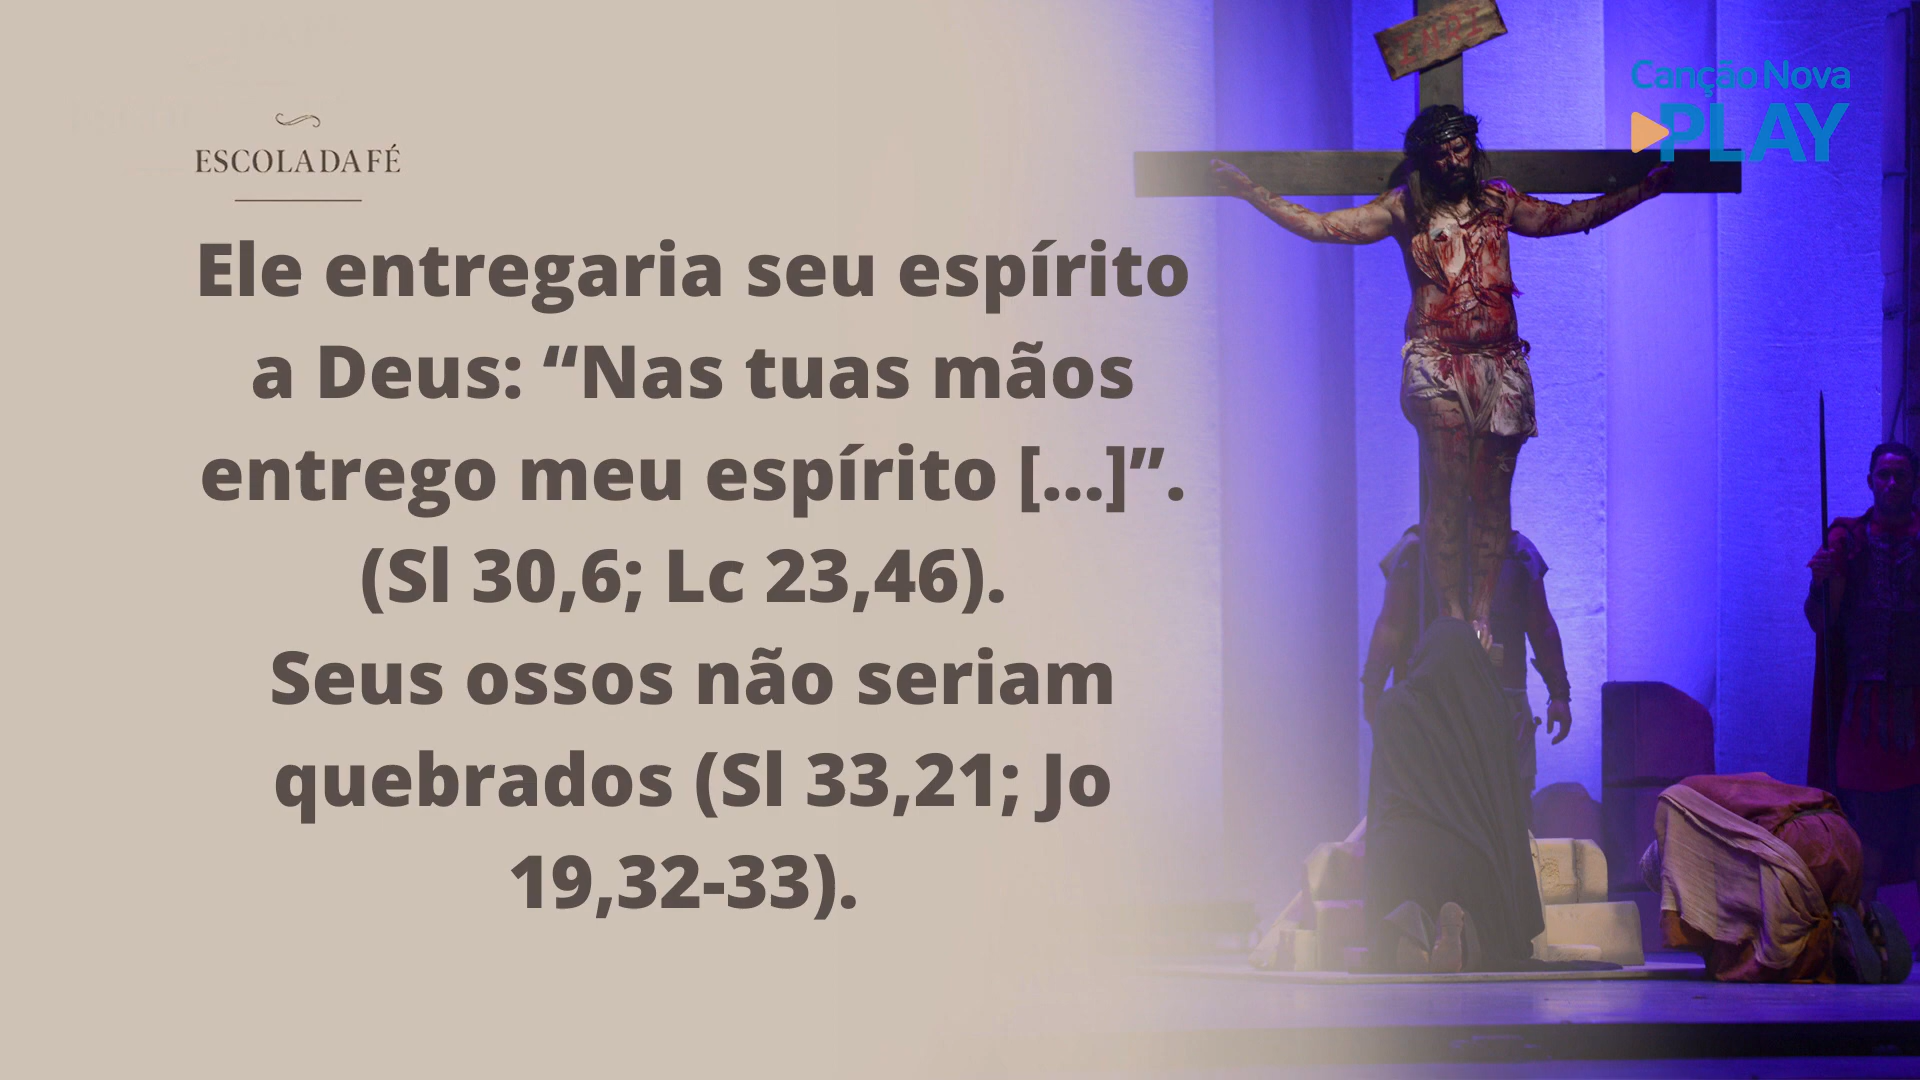 INRI
Canção Nova
PLAY
ESCOLADAFÉ
Ele entregaria seu espírito
a Deus: “Nas tuas mãos
entrego meu espírito [...]”.
(Sl 30,6; Lc 23,46).
Seus ossos não seriam
quebrados (Sl 33,21; Jo
19,32-33).